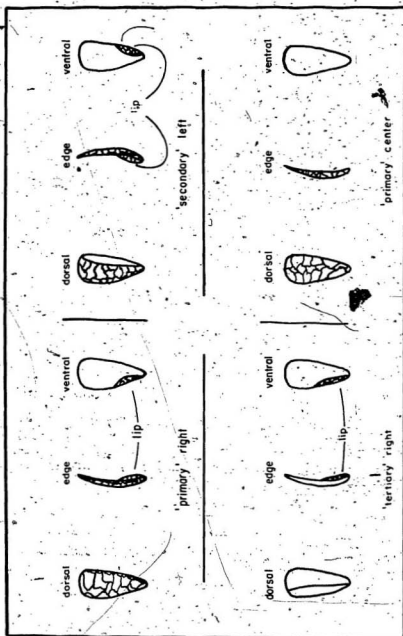 dorsal edge ventral
lip
'primary' right
dorsal edge ventral
lip
'secondary' left
dorsal edge ventral
lip
'tertiary' right
dorsal edge ventral
'primary' center